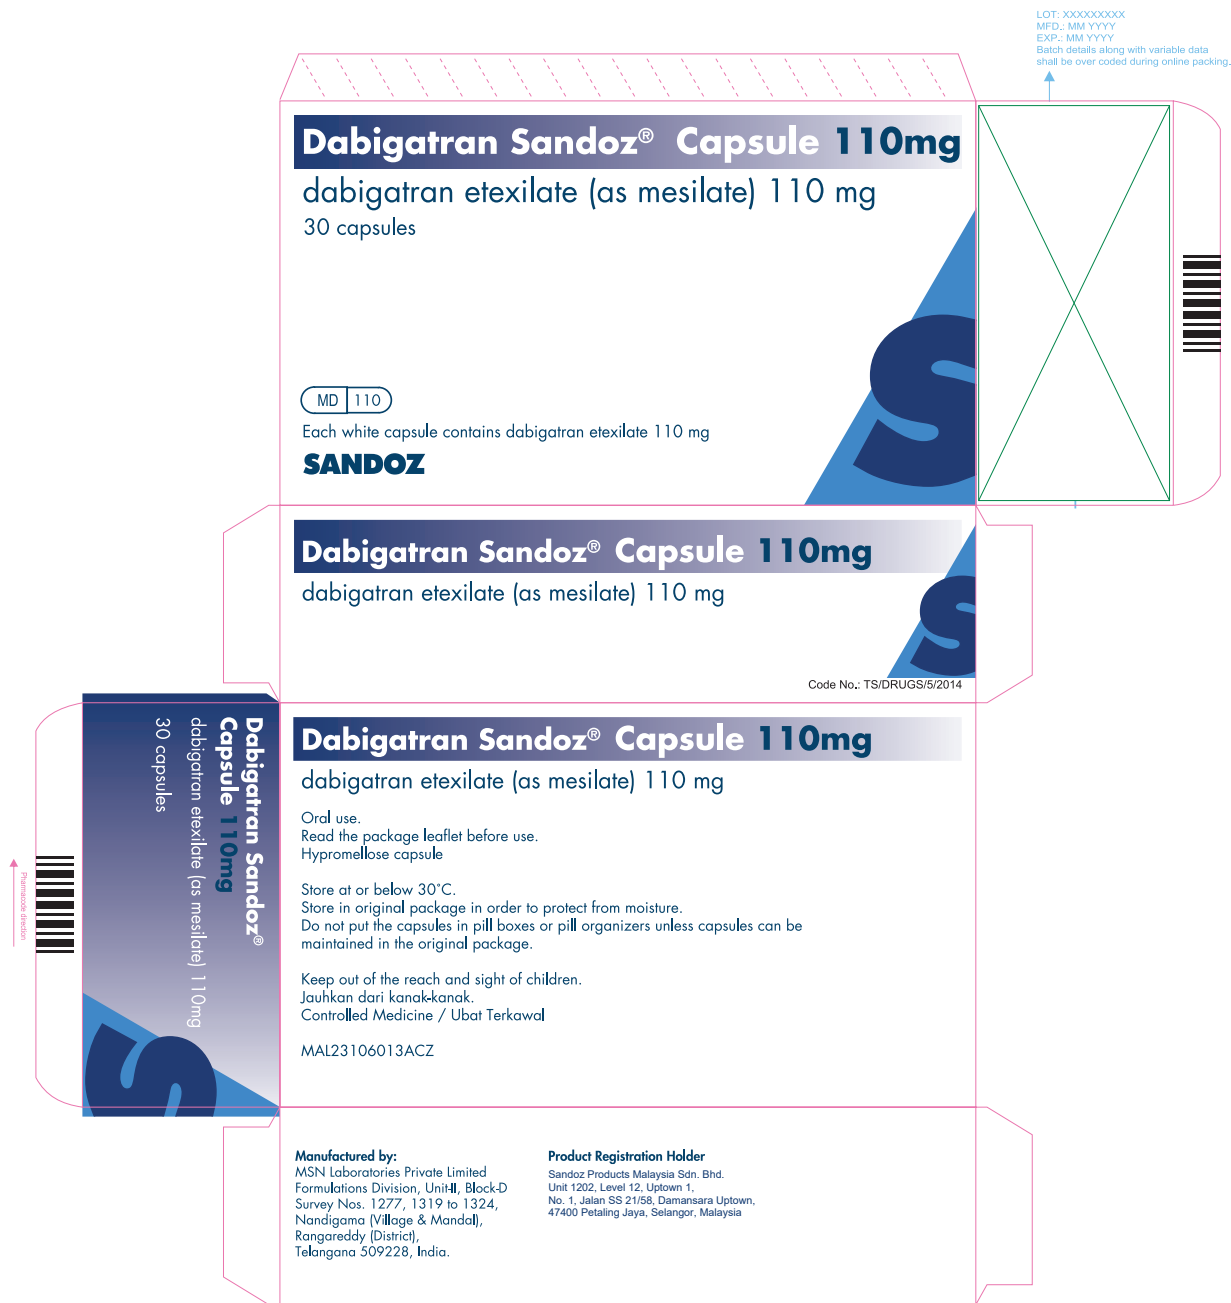 LOT: XXXXXXXXX
MFD.: MM YYYY
EXP.: MM YYYY
Batch details along with variable data
shall be over coded during online packing.
Dabigatran Sandoz® Capsule 110mg
dabigatran etexilate (as mesilate) 110 mg
30 capsules
MD 110
Each white capsule contains dabigatran etexilate 110 mg
SANDOZ
Dabigatran Sandoz® Capsule 110mg
dabigatran etexilate (as mesilate) 110 mg
Code No.: TS/DRUGS/5/2014
Dabigatran Sandoz®
Capsule 110mg
dabigatran etexilate (as mesilate) 110mg
30 capsules
Pharmacode direction
Dabigatran Sandoz® Capsule 110mg
dabigatran etexilate (as mesilate) 110 mg
Oral use.
Read the package leaflet before use.
Hypromellose capsule
Store at or below 30°C.
Store in original package in order to protect from moisture.
Do not put the capsules in pill boxes or pill organizers unless capsules can be
maintained in the original package.
Keep out of the reach and sight of children.
Jauhkan dari kanak-kanak.
Controlled Medicine / Ubat Terkawal
MAL23106013ACZ
Manufactured by:
MSN Laboratories Private Limited
Formulations Division, Unit-II, Block-D
Survey Nos. 1277, 1319 to 1324,
Nandigama (Village & Mandal),
Rangareddy (District),
Telangana 509228, India.
Product Registration Holder
Sandoz Products Malaysia Sdn. Bhd.
Unit 1202, Level 12, Uptown 1,
No. 1, Jalan SS 21/58, Damansara Uptown,
47400 Petaling Jaya, Selangor, Malaysia